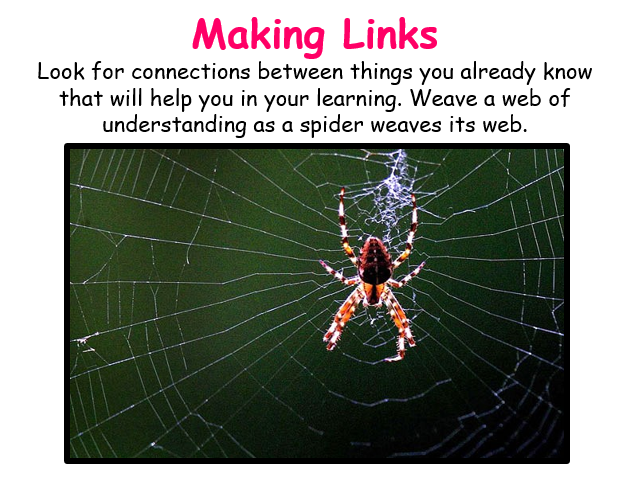 Making Links
Look for connections between things you already know
that will help you in your learning. Weave a web of
understanding as a spider weaves its web.